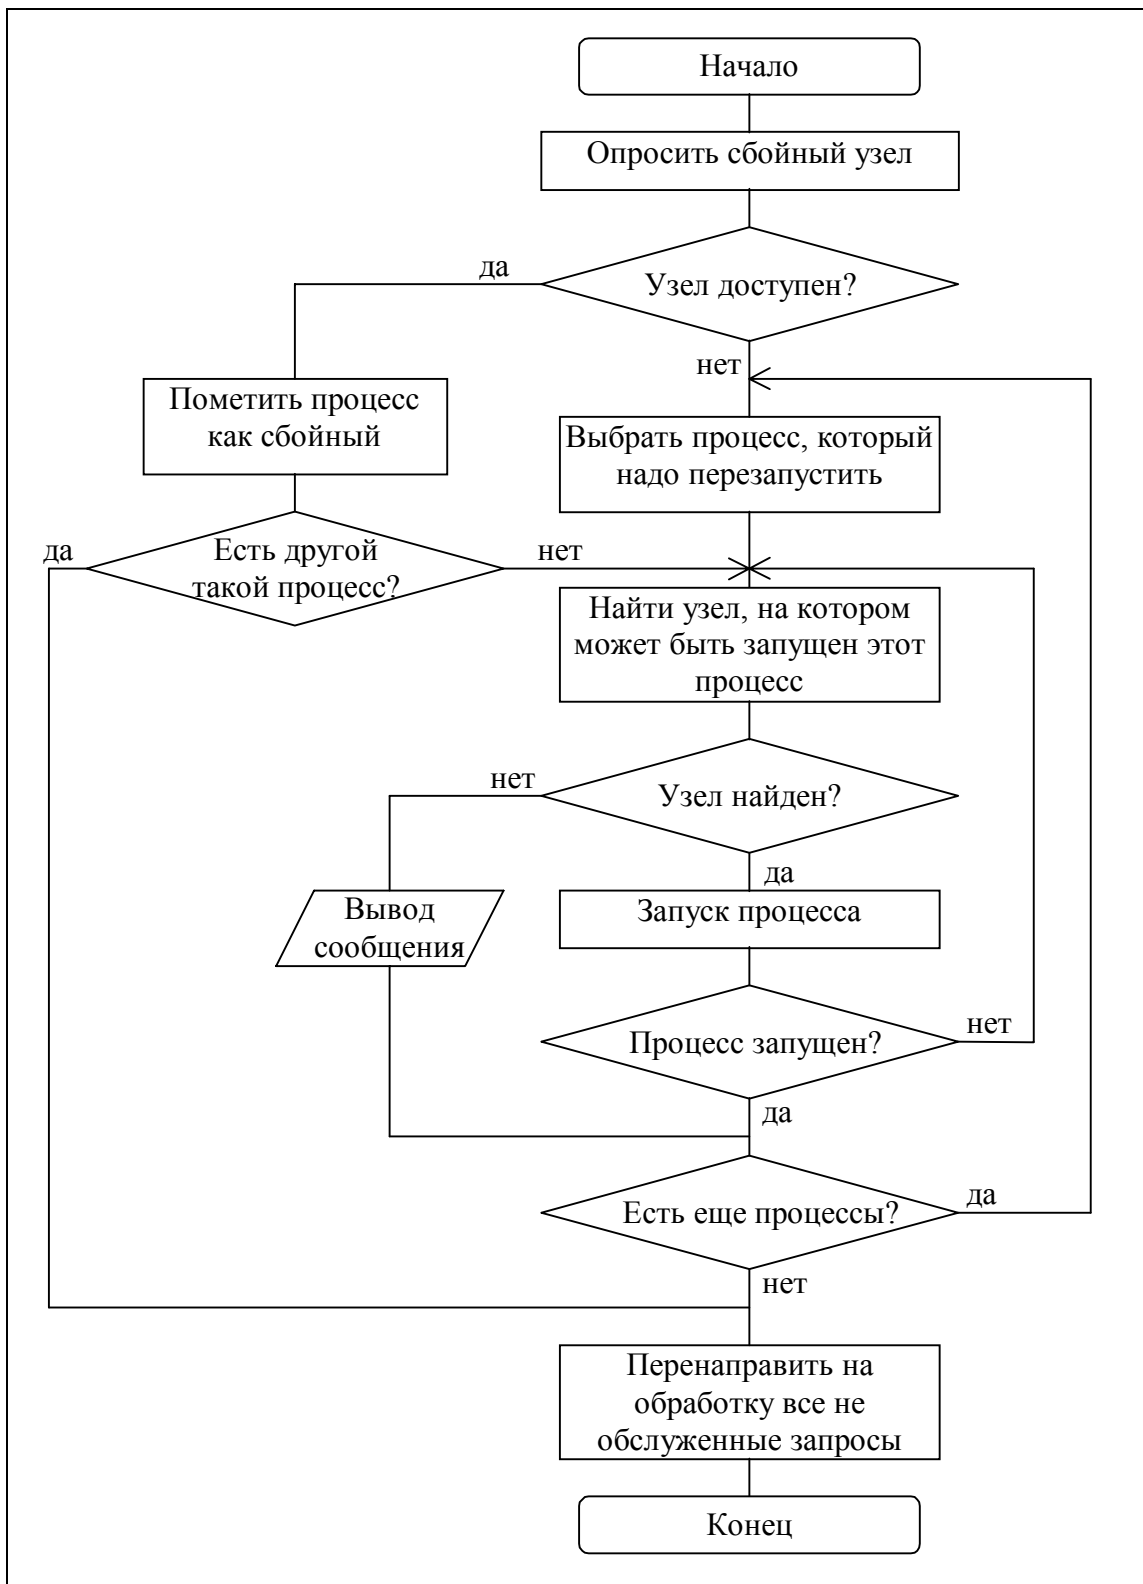 Начало
Опросить сбойный узел
да
Узел доступен?
нет
Пометить процесс
как сбойный
Выбрать процесс, который
надо перезапустить
да
Есть другой
такой процесс?
нет
Найти узел, на котором
может быть запущен этот
процесс
нет
Узел найден?
да
Вывод
сообщения
Запуск процесса
Процесс запущен?
нет
да
Есть еще процессы?
да
нет
Перенаправить на
обработку все не
обслуженные запросы
Конец